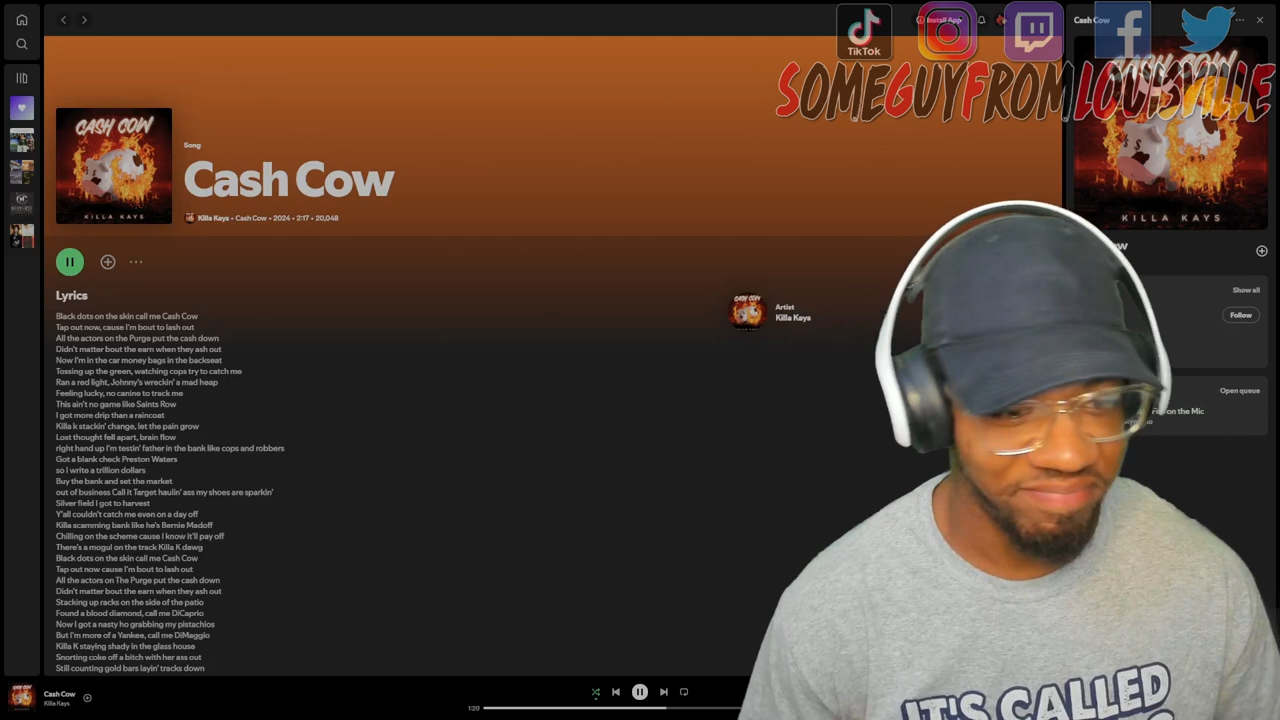 Install App
Cash Cow
TikTok
SOMEGUYFROMLOUISVILLE
CASH COW
KILLA KAYS
Song
Cash Cow
Killa Kays • Cash Cow • 2024 • 2:17 • 20,048
KILLA KAYS
Lyrics
Black dots on the skin call me Cash Cow
Tap out now, cause I'm bout to lash out
All the actors on the Purge put the cash down
Didn't matter bout the earn when they ash out
Now I'm in the car money bags in the backseat
Tossing up the green, watching cops try to catch me
Ran a red light, Johnny's wreckin' a mad heap
Feeling lucky, no canine to track me
This ain't no game like Saints Row
I got more drip than a raincoat
Killa k stackin' change, let the pain grow
Lost thought fell apart, brain flow
right hand up I'm testin' father in the bank like cops and robbers
Got a blank check Preston Waters
so I write a trillion dollars
Buy the bank and set the market
out of business Call it Target haulin' ass my shoes are sparkin'
Silver field I got to harvest
Y'all couldn't catch me even on a day off
Killa scamming bank like he's Bernie Madoff
Chilling on the scheme cause I know it'll pay off
There's a mogul on the track Killa K dawg
Black dots on the skin call me Cash Cow
Tap out now cause I'm bout to lash out
All the actors on The Purge put the cash down
Didn't matter bout the earn when they ash out
Stacking up racks on the side of the patio
Found a blood diamond, call me DiCaprio
Now I got a nasty ho grabbing my pistachios
But I'm more of a Yankee, call me DiMaggio
Killa K staying shady in the glass house
Snorting coke off a bitch with her ass out
Still counting gold bars layin' tracks down
Artist
Killa Kays
Show all
Follow
Open queue
on the Mic
IT'S CALLED
Cash Cow
Killa Kays
1:20